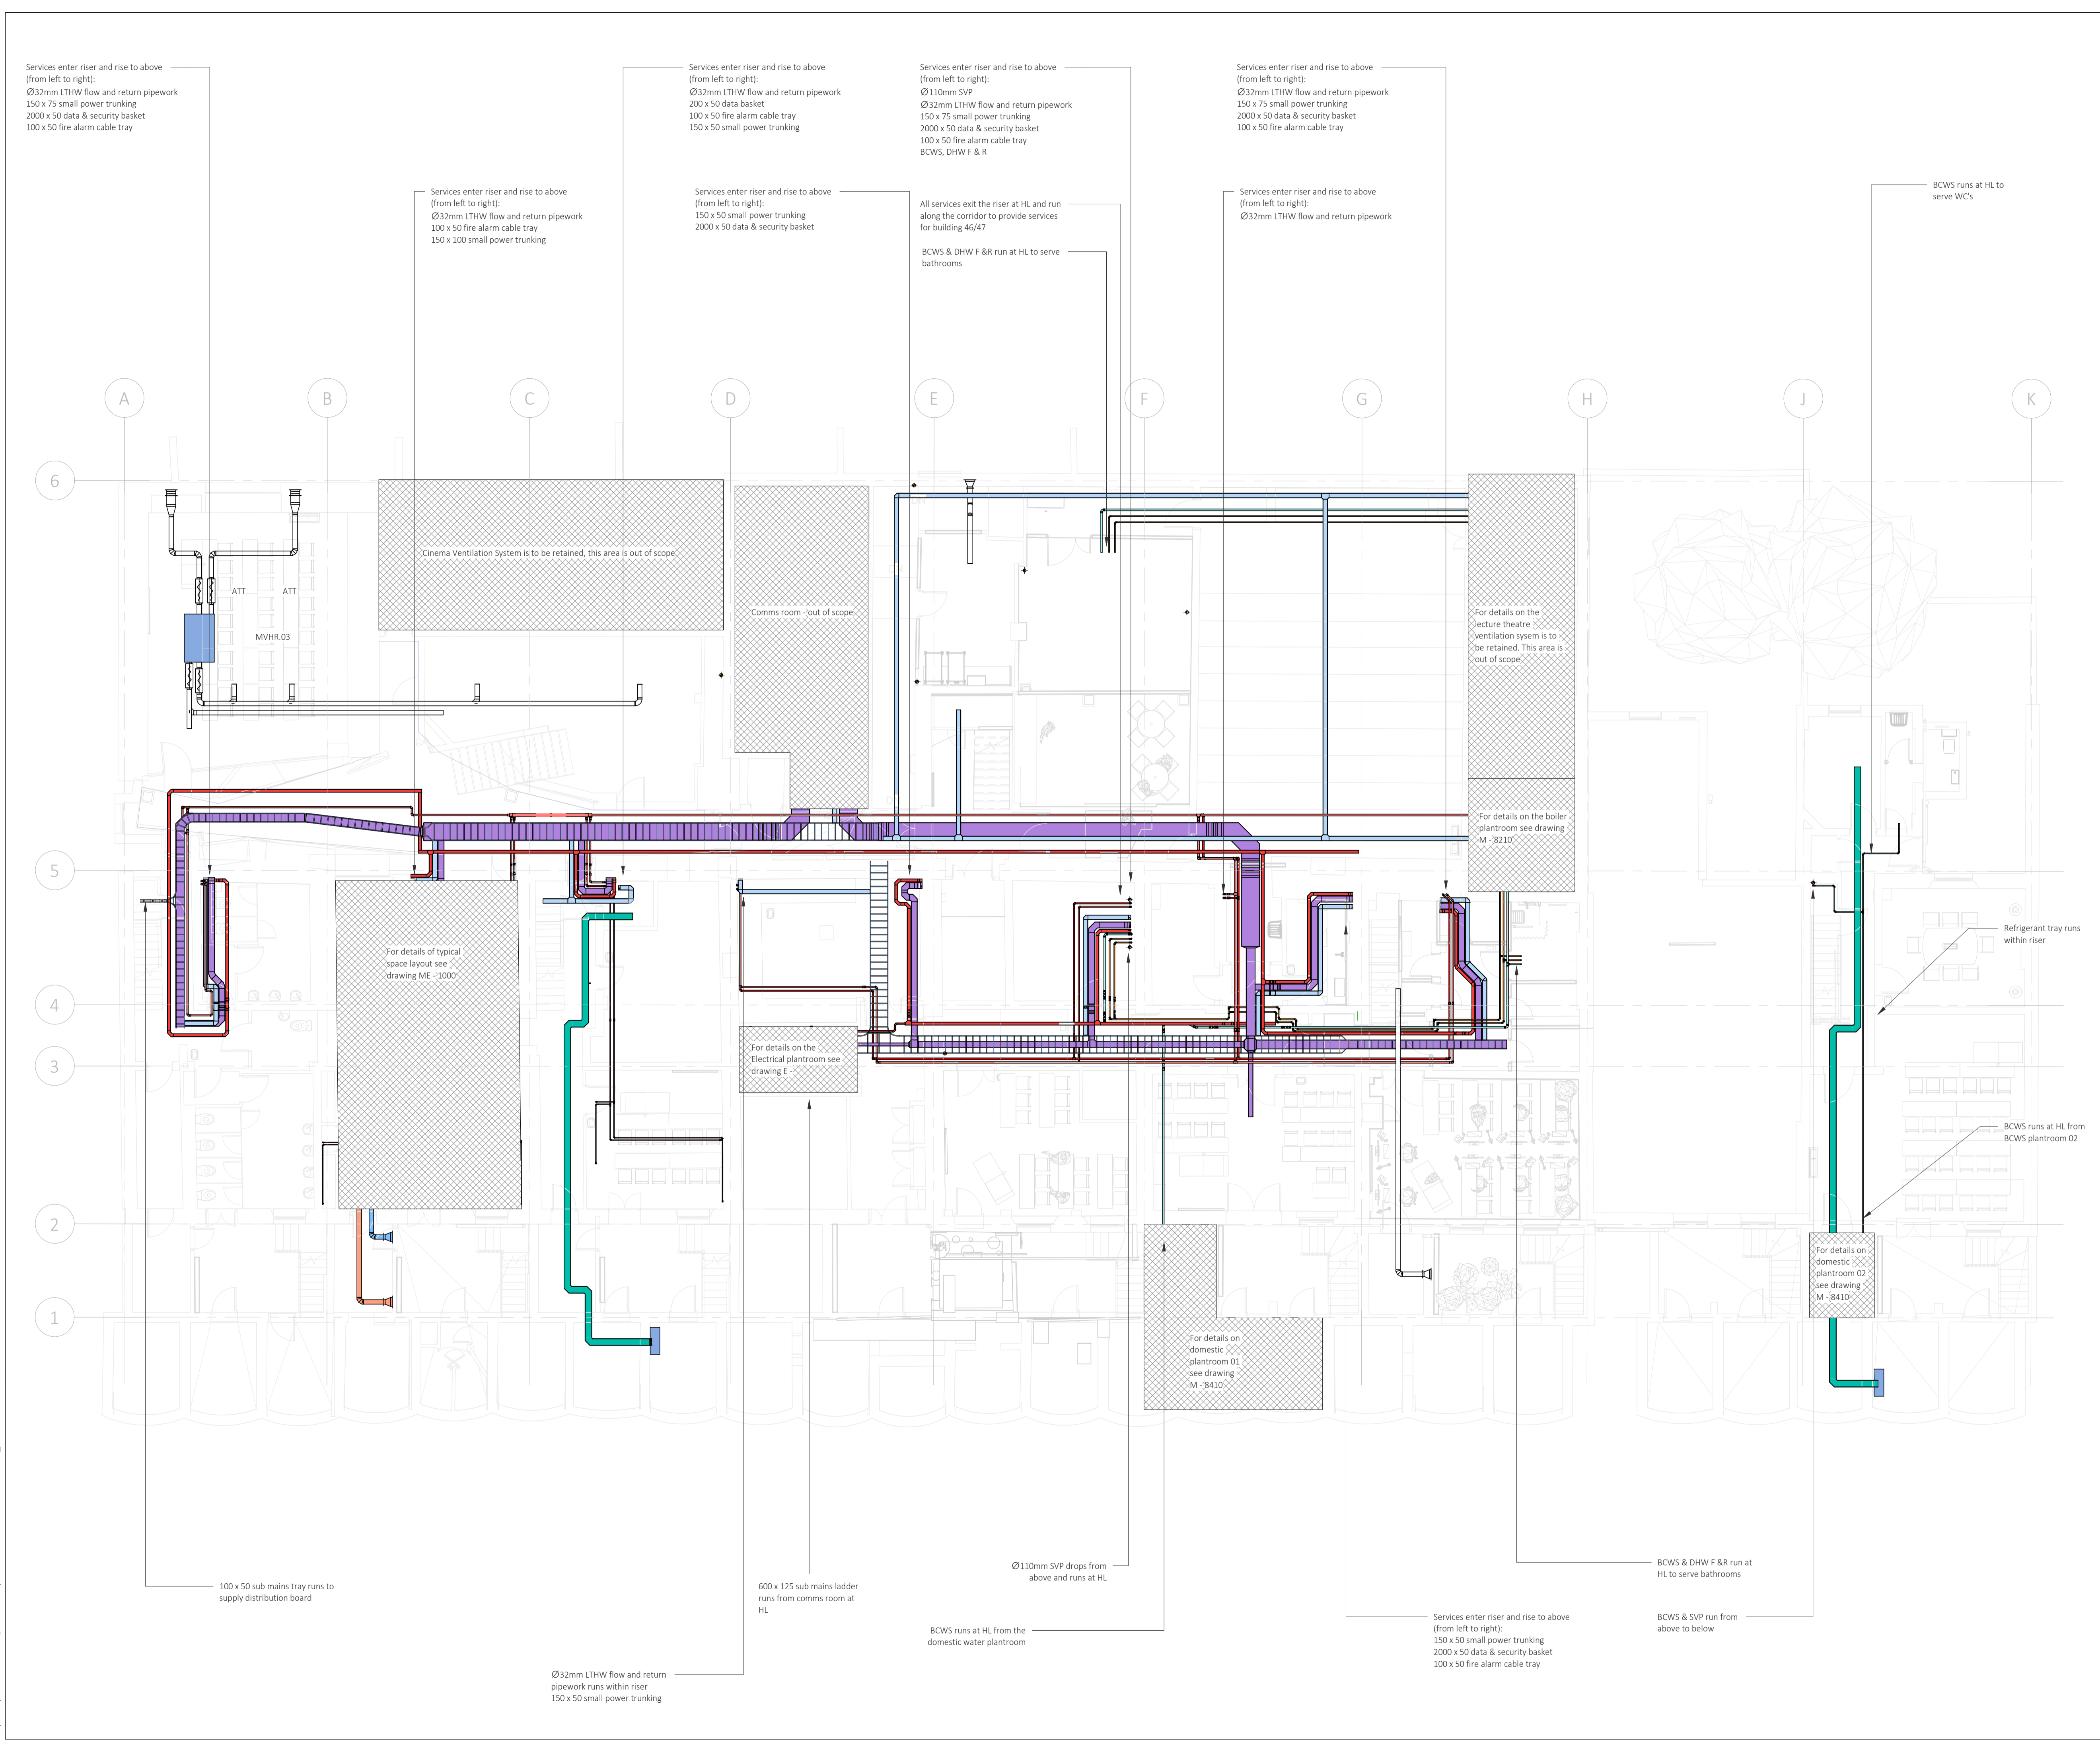 Services enter riser and rise to above
(from left to right):
Ø32mm LTHW flow and return pipework
150 x 75 small power trunking
2000 x 50 data & security basket
100 x 50 fire alarm cable tray
Services enter riser and rise to above
(from left to right):
Ø32mm LTHW flow and return pipework
200 x 50 data basket
100 x 50 fire alarm cable tray
150 x 50 small power trunking
Services enter riser and rise to above
(from left to right):
Ø110mm SVP
Ø32mm LTHW flow and return pipework
150 x 75 small power trunking
2000 x 50 data & security basket
100 x 50 fire alarm cable tray
BCWS, DHW F & R
Services enter riser and rise to above
(from left to right):
Ø32mm LTHW flow and return pipework
150 x 75 small power trunking
2000 x 50 data & security basket
100 x 50 fire alarm cable tray
Services enter riser and rise to above
(from left to right):
Ø32mm LTHW flow and return pipework
100 x 50 fire alarm cable tray
150 x 100 small power trunking
Services enter riser and rise to above
(from left to right):
150 x 50 small power trunking
2000 x 50 data & security basket
All services exit the riser at HL and run
along the corridor to provide services
for building 46/47
BCWS & DHW F &R run at HL to serve
bathrooms
Services enter riser and rise to above
(from left to right):
Ø32mm LTHW flow and return pipework
BCWS runs at HL to
serve WC's
A
B
C
D
E
F
G
H
J
K
6
5
4
3
2
1
ATT
ATT
MVHR.03
Cinema Ventilation System is to be retained, this area is out of scope
Comms room - out of scope
For details on the
lecture theatre
ventilation sysem is to
be retained. This area is
out of scope
For details on the boiler
plantroom see drawing
M - 8210
For details of typical
space layout see
drawing ME - 1000
Refrigerant tray runs
within riser
For details on the
Electrical plantroom see
drawing E -
BCWS runs at HL from
BCWS plantroom 02
For details on
domestic
plantroom 02
see drawing
M - 8410
For details on
domestic
plantroom 01
see drawing
M - 8410
100 x 50 sub mains tray runs to
supply distribution board
600 x 125 sub mains ladder
runs from comms room at
HL
Ø110mm SVP drops from
above and runs at HL
BCWS runs at HL from the
domestic water plantroom
BCWS & DHW F &R run at
HL to serve bathrooms
Services enter riser and rise to above
(from left to right):
150 x 50 small power trunking
2000 x 50 data & security basket
100 x 50 fire alarm cable tray
BCWS & SVP run from
above to below
Ø32mm LTHW flow and return
pipework runs within riser
150 x 50 small power trunking